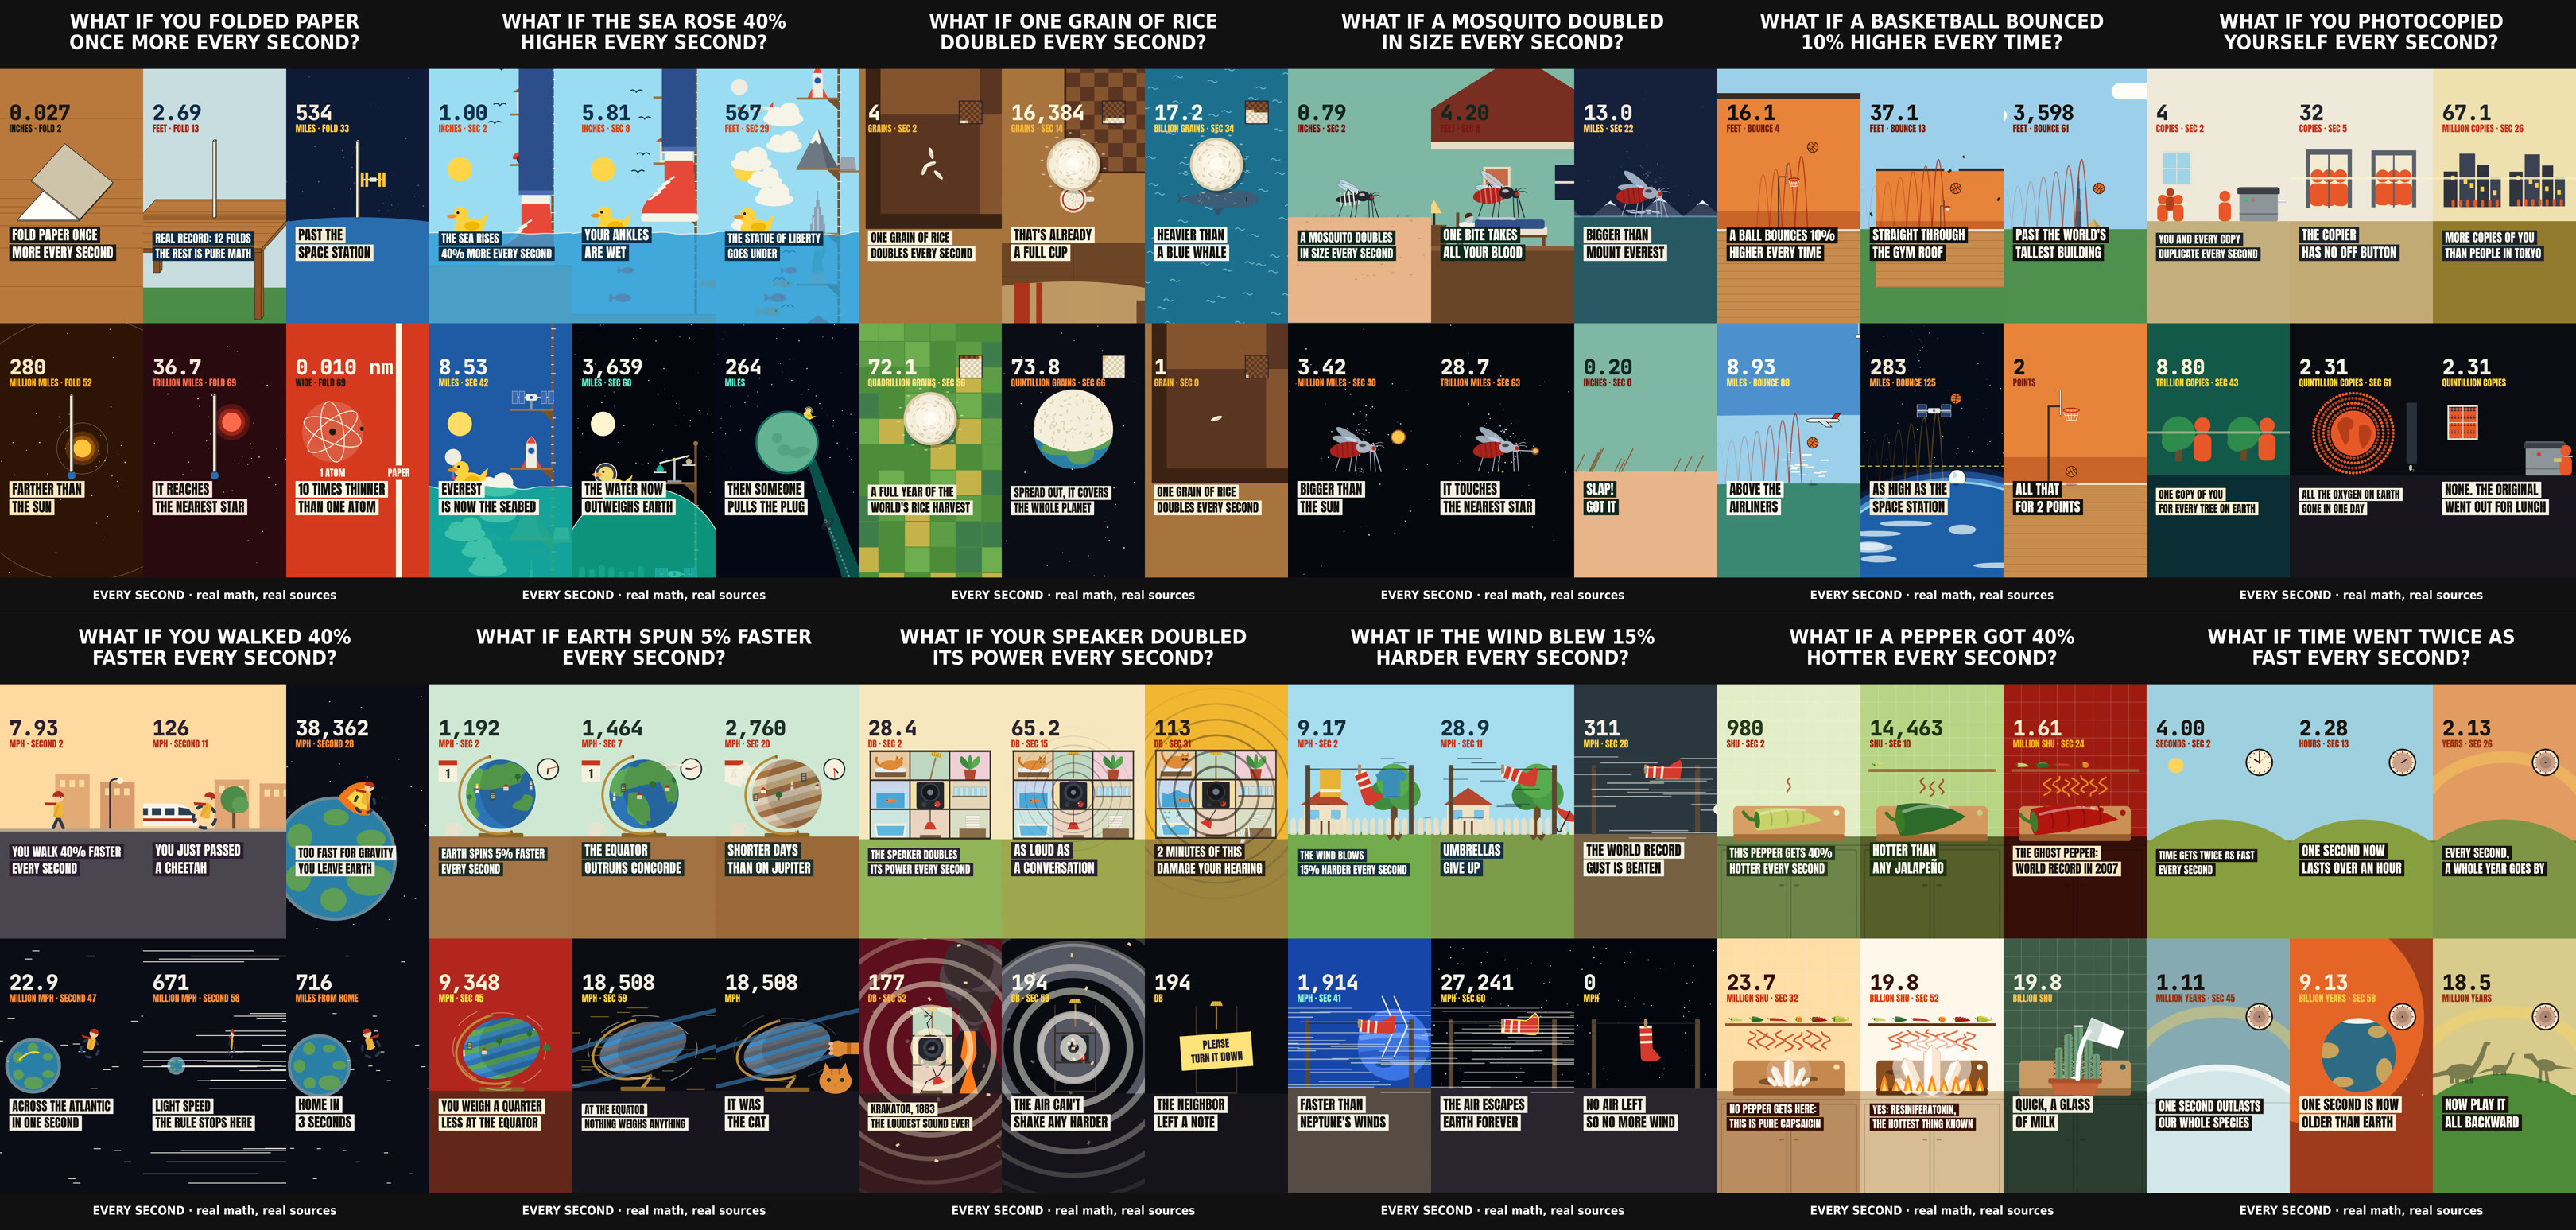 WHAT IF YOU FOLDED PAPER
ONCE MORE EVERY SECOND?
0.027
INCHES · FOLD 2
FOLD PAPER ONCE
MORE EVERY SECOND
2.69
FEET · FOLD 13
REAL RECORD: 12 FOLDS
THE REST IS PURE MATH
534
MILES · FOLD 33
PAST THE
SPACE STATION
280
MILLION MILES · FOLD 52
FARTHER THAN
THE SUN
36.7
TRILLION MILES · FOLD 69
IT REACHES
THE NEAREST STAR
0.010 nm
WIDE · FOLD 69
1 ATOM
PAPER
10 TIMES THINNER
THAN ONE ATOM
EVERY SECOND · real math, real sources
WHAT IF THE SEA ROSE 40%
HIGHER EVERY SECOND?
1.00
INCHES · SEC 2
THE SEA RISES
40% MORE EVERY SECOND
5.81
INCHES · SEC 8
YOUR ANKLES
ARE WET
567
FEET · SEC 29
THE STATUE OF LIBERTY
GOES UNDER
8.53
MILES · SEC 42
EVEREST
IS NOW THE SEABED
3,639
MILES · SEC 60
THE WATER NOW
OUTWEIGHS EARTH
264
MILES
THEN SOMEONE
PULLS THE PLUG
EVERY SECOND · real math, real sources
WHAT IF ONE GRAIN OF RICE
DOUBLED EVERY SECOND?
4
GRAINS · SEC 2
ONE GRAIN OF RICE
DOUBLES EVERY SECOND
16,384
GRAINS · SEC 14
THAT'S ALREADY
A FULL CUP
17.2
BILLION GRAINS · SEC 34
HEAVIER THAN
A BLUE WHALE
72.1
QUADRILLION GRAINS · SEC 56
A FULL YEAR OF THE
WORLD'S RICE HARVEST
73.8
QUINTILLION GRAINS · SEC 66
SPREAD OUT, IT COVERS
THE WHOLE PLANET
1
GRAIN · SEC 0
ONE GRAIN OF RICE
DOUBLES EVERY SECOND
EVERY SECOND · real math, real sources
WHAT IF A MOSQUITO DOUBLED
IN SIZE EVERY SECOND?
0.79
INCHES · SEC 2
A MOSQUITO DOUBLES
IN SIZE EVERY SECOND
4.20
ONE BITE TAKES
ALL YOUR BLOOD
13.0
MILES · SEC 22
BIGGER THAN
MOUNT EVEREST
3.42
MILLION MILES · SEC 40
BIGGER THAN
THE SUN
28.7
TRILLION MILES · SEC 63
IT TOUCHES
THE NEAREST STAR
0.20
INCHES · SEC 0
SLAP!
GOT IT
EVERY SECOND · real math, real sources
WHAT IF A BASKETBALL BOUNCED
10% HIGHER EVERY TIME?
16.1
FEET · BOUNCE 4
A BALL BOUNCES 10%
HIGHER EVERY TIME
37.1
FEET · BOUNCE 13
STRAIGHT THROUGH
THE GYM ROOF
3,598
FEET · BOUNCE 61
PAST THE WORLD'S
TALLEST BUILDING
8.93
MILES · BOUNCE 88
ABOVE THE
AIRLINERS
283
MILES · BOUNCE 125
AS HIGH AS THE
SPACE STATION
2
POINTS
ALL THAT
FOR 2 POINTS
EVERY SECOND · real math, real sources
WHAT IF YOU PHOTOCOPIED
YOURSELF EVERY SECOND?
4
COPIES · SEC 2
YOU AND EVERY COPY
DUPLICATE EVERY SECOND
32
COPIES · SEC 5
THE COPIER
HAS NO OFF BUTTON
67.1
MILLION COPIES · SEC 26
MORE COPIES OF YOU
THAN PEOPLE IN TOKYO
8.80
TRILLION COPIES · SEC 43
ONE COPY OF YOU
FOR EVERY TREE ON EARTH
2.31
QUINTILLION COPIES · SEC 61
ALL THE OXYGEN ON EARTH
GONE IN ONE DAY
2.31
QUINTILLION COPIES
NONE. THE ORIGINAL
WENT OUT FOR LUNCH
EVERY SECOND · real math, real sources
WHAT IF YOU WALKED 40%
FASTER EVERY SECOND?
7.93
MPH · SECOND 2
YOU WALK 40% FASTER
EVERY SECOND
126
MPH · SECOND 11
YOU JUST PASSED
A CHEETAH
38,362
MPH · SECOND 28
TOO FAST FOR GRAVITY
YOU LEAVE EARTH
22.9
MILLION MPH · SECOND 47
ACROSS THE ATLANTIC
IN ONE SECOND
671
MILLION MPH · SECOND 58
LIGHT SPEED
THE RULE STOPS HERE
716
MILES FROM HOME
HOME IN
3 SECONDS
EVERY SECOND · real math, real sources
WHAT IF EARTH SPUN 5% FASTER
EVERY SECOND?
1,192
MPH · SEC 2
1
EARTH SPINS 5% FASTER
EVERY SECOND
1,464
MPH · SEC 7
1
THE EQUATOR
OUTRUNS CONCORDE
2,760
MPH · SEC 20
SHORTER DAYS
THAN ON JUPITER
9,348
MPH · SEC 45
YOU WEIGH A QUARTER
LESS AT THE EQUATOR
18,508
MPH · SEC 59
AT THE EQUATOR
NOTHING WEIGHS ANYTHING
18,508
MPH
IT WAS
THE CAT
EVERY SECOND · real math, real sources
WHAT IF YOUR SPEAKER DOUBLED
ITS POWER EVERY SECOND?
28.4
DB · SEC 2
THE SPEAKER DOUBLES
ITS POWER EVERY SECOND
65.2
DB · SEC 15
AS LOUD AS
A CONVERSATION
113
DB · SEC 31
2 MINUTES OF THIS
DAMAGE YOUR HEARING
177
DB · SEC 52
KRAKATOA, 1883
THE LOUDEST SOUND EVER
194
DB · SEC 58
THE AIR CAN'T
SHAKE ANY HARDER
194
DB
PLEASE
TURN IT DOWN
THE NEIGHBOR
LEFT A NOTE
EVERY SECOND · real math, real sources
WHAT IF THE WIND BLEW 15%
HARDER EVERY SECOND?
9.17
MPH · SEC 2
THE WIND BLOWS
15% HARDER EVERY SECOND
28.9
MPH · SEC 11
UMBRELLAS
GIVE UP
311
MPH · SEC 28
THE WORLD RECORD
GUST IS BEATEN
1,914
MPH · SEC 41
FASTER THAN
NEPTUNE'S WINDS
27,241
MPH · SEC 60
THE AIR ESCAPES
EARTH FOREVER
0
MPH
NO AIR LEFT
SO NO MORE WIND
EVERY SECOND · real math, real sources
WHAT IF A PEPPER GOT 40%
HOTTER EVERY SECOND?
980
SHU · SEC 2
THIS PEPPER GETS 40%
HOTTER EVERY SECOND
14,463
SHU · SEC 10
HOTTER THAN
ANY JALAPEÑO
1.61
MILLION SHU · SEC 24
THE GHOST PEPPER:
WORLD RECORD IN 2007
23.7
MILLION SHU · SEC 32
NO PEPPER GETS HERE:
THIS IS PURE CAPSAICIN
19.8
BILLION SHU · SEC 52
YES: RESINIFERATOXIN,
THE HOTTEST THING KNOWN
19.8
BILLION SHU
QUICK, A GLASS
OF MILK
EVERY SECOND · real math, real sources
WHAT IF TIME WENT TWICE AS
FAST EVERY SECOND?
4.00
SECONDS · SEC 2
TIME GETS TWICE AS FAST
EVERY SECOND
2.28
HOURS · SEC 13
ONE SECOND NOW
LASTS OVER AN HOUR
2.13
YEARS · SEC 26
EVERY SECOND,
A WHOLE YEAR GOES BY
1.11
MILLION YEARS · SEC 45
ONE SECOND OUTLASTS
OUR WHOLE SPECIES
9.13
BILLION YEARS · SEC 58
ONE SECOND IS NOW
OLDER THAN EARTH
18.5
MILLION YEARS
NOW PLAY IT
ALL BACKWARD
EVERY SECOND · real math, real sources